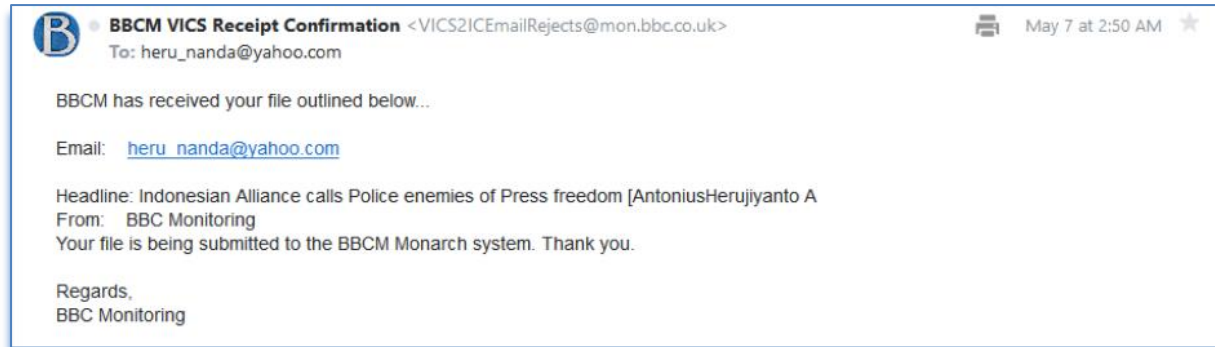 B
BBCM VICS Receipt Confirmation <VICS2ICEmailRejects@mon.bbc.co.uk> May 7 at 2:50 AM
To: heru_nanda@yahoo.com
BBCM has received your file outlined below...
Email: heru_nanda@yahoo.com
Headline: Indonesian Alliance calls Police enemies of Press freedom [AntoniusHerujiyanto A
From: BBC Monitoring
Your file is being submitted to the BBCM Monarch system. Thank you.
Regards,
BBC Monitoring